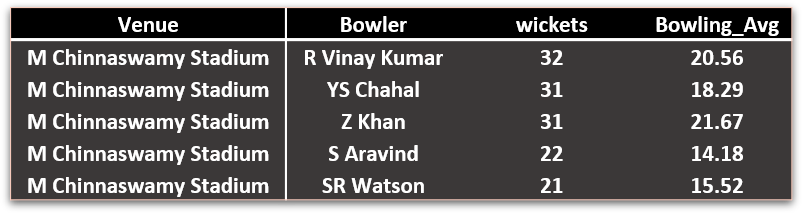 Venue Bowler wickets Bowling_Avg
M Chinnaswamy Stadium R Vinay Kumar 32 20.56
M Chinnaswamy Stadium YS Chahal 31 18.29
M Chinnaswamy Stadium Z Khan 31 21.67
M Chinnaswamy Stadium S Aravind 22 14.18
M Chinnaswamy Stadium SR Watson 21 15.52